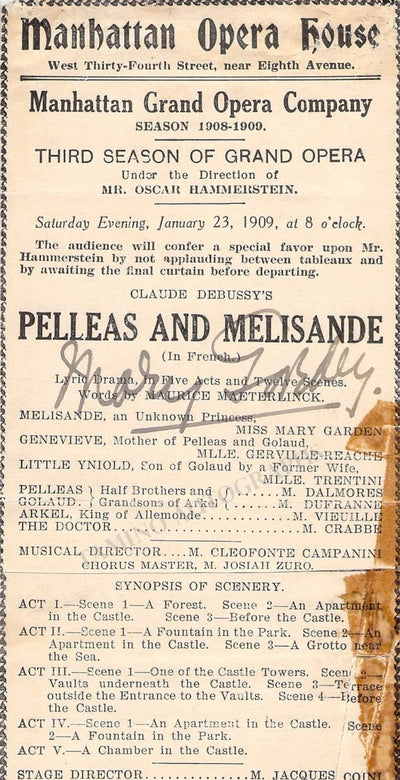 Manhattan Opera House
West Thirty-Fourth Street, near Eighth Avenue.
Manhattan Grand Opera Company
SEASON 1908-1909.
THIRD SEASON OF GRAND OPERA
Under the Direction of
MR. OSCAR HAMMERSTEIN.
Saturday Evening, January 23, 1909, at 8 o'clock.
The audience will confer a special favor upon Mr.
Hammerstein by not applauding between tableaux and
by awaiting the final curtain before departing.
CLAUDE DEBUSSY'S
PELLEAS AND MELISANDE
(In French.)
Mary Garden.
Lyric Drama, in Five Acts and Twelve Scenes.
Words by MAURICE MAETERLINCK.
MELISANDE, an Unknown Princess,
MISS MARY GARDEN
GENEVIEVE, Mother of Pelleas and Golaud,
MLLE. GERVILLE-REACHE
LITTLE YNIOLD, Son of Golaud by a Former Wife,
MLLE. TRENTINI
PELLEAS } Half Brothers and ........M. DALMORES
GOLAUD. } Grandsons of Arkel ......M. DUFRANNE
ARKEL, King of Allemonde..............M. VIEUILLE
THE DOCTOR.............................M. CRABBE
MUSICAL DIRECTOR....M. CLEOFONTE CAMPANINI
CHORUS MASTER, M. JOSIAH ZURO.
SYNOPSIS OF SCENERY.
ACT I.—Scene 1—A Forest. Scene 2—An Apartment
in the Castle. Scene 3—Before the Castle.
ACT II.—Scene 1—A Fountain in the Park. Scene 2—An
Apartment in the Castle. Scene 3—A Grotto near
the Sea.
ACT III.—Scene 1—One of the Castle Towers. Scene 2—
Vaults underneath the Castle. Scene 3—Terrace
outside the Entrance to the Vaults. Scene 4—Before
the Castle.
ACT IV.—Scene 1—An Apartment in the Castle. Scene
2—A Fountain in the Park.
ACT V.—A Chamber in the Castle.
STAGE DIRECTOR.............M. JACQUES COINI